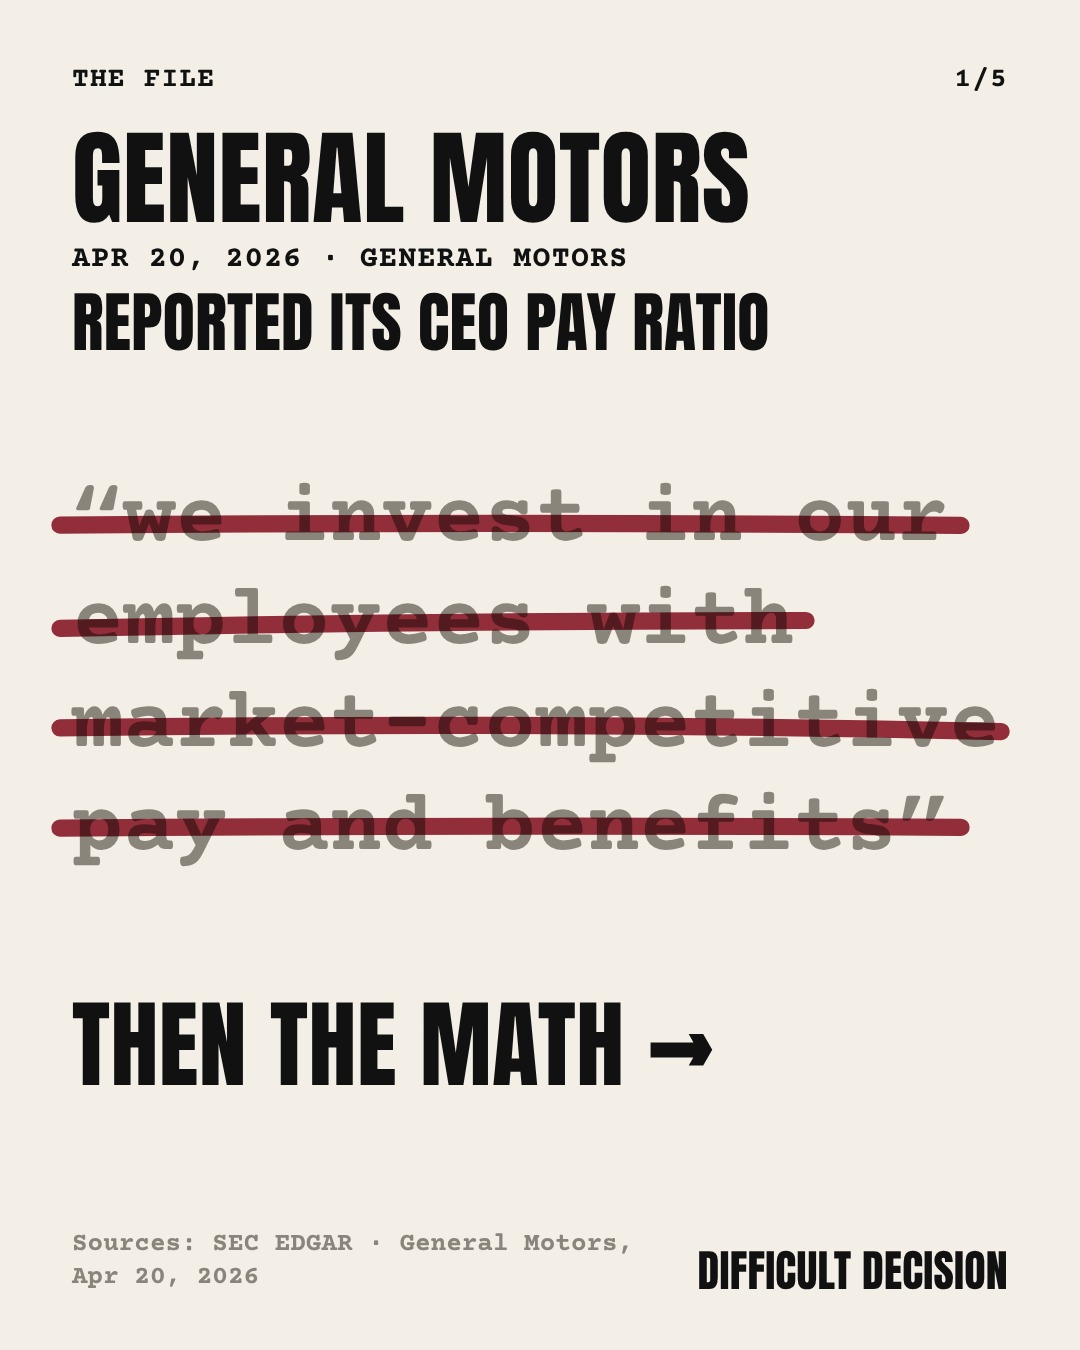 THE FILE
1/5
GENERAL MOTORS
APR 20, 2026 · GENERAL MOTORS
REPORTED ITS CEO PAY RATIO
“we invest in our
employees with
market-competitive
pay and benefits”
THEN THE MATH →
Sources: SEC EDGAR · General Motors,
Apr 20, 2026
DIFFICULT DECISION